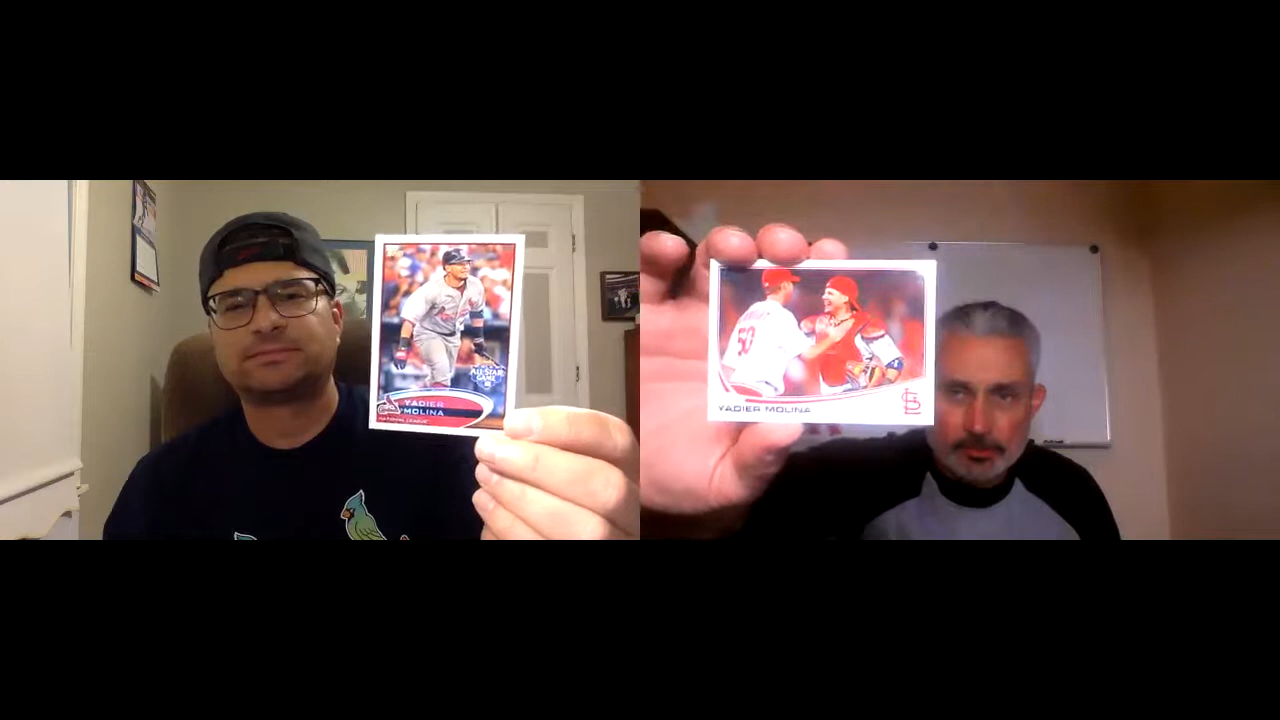 ALL-STAR
GAME
YADIER
MOLINA
NATIONAL LEAGUE
50
YADIER MOLINA